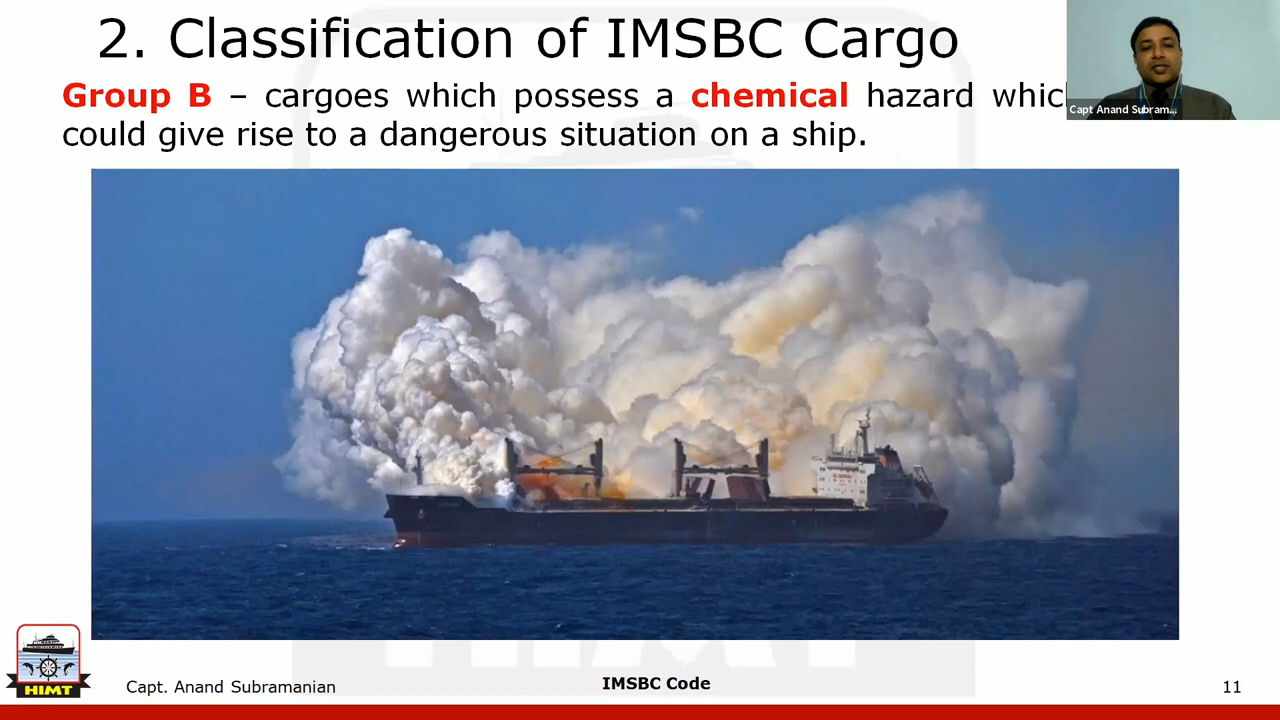 2. Classification of IMSBC Cargo
Group B – cargoes which possess a chemical hazard whic
could give rise to a dangerous situation on a ship.
Capt Anand Subram...
HIMT
HIMT
Capt. Anand Subramanian
IMSBC Code
11